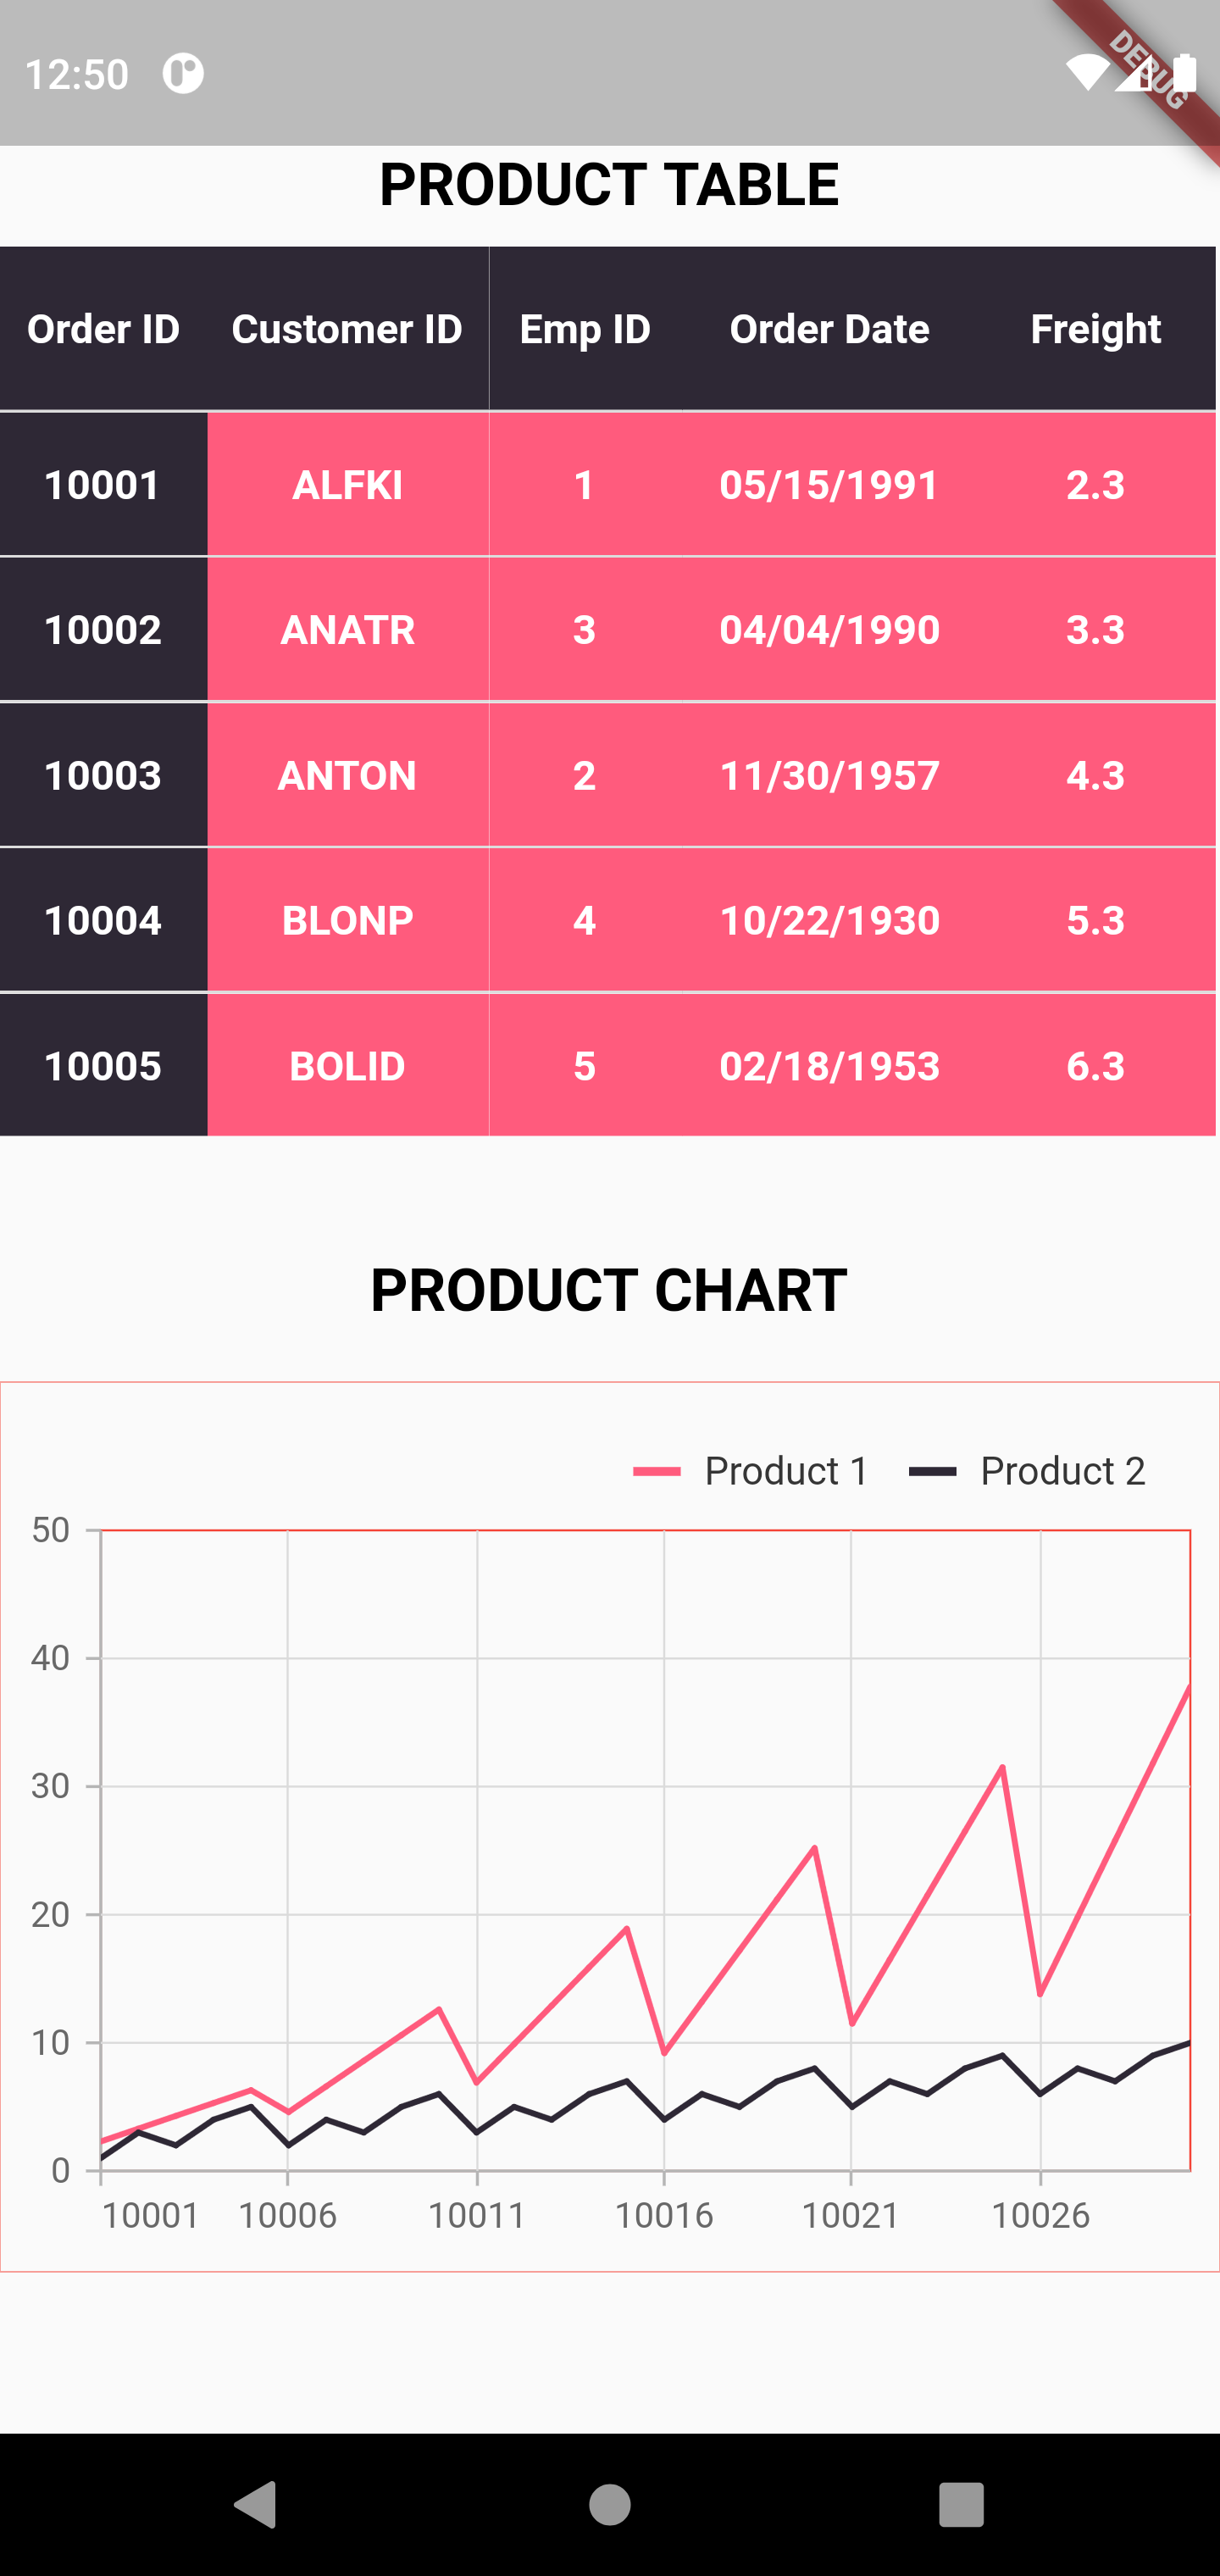 12:50
DEBUG
PRODUCT TABLE
Order ID Customer ID Emp ID Order Date Freight
10001 ALFKI 1 05/15/1991 2.3
10002 ANATR 3 04/04/1990 3.3
10003 ANTON 2 11/30/1957 4.3
10004 BLONP 4 10/22/1930 5.3
10005 BOLID 5 02/18/1953 6.3
PRODUCT CHART
Product 1 Product 2
50
40
30
20
10
0
10001 10006 10011 10016 10021 10026